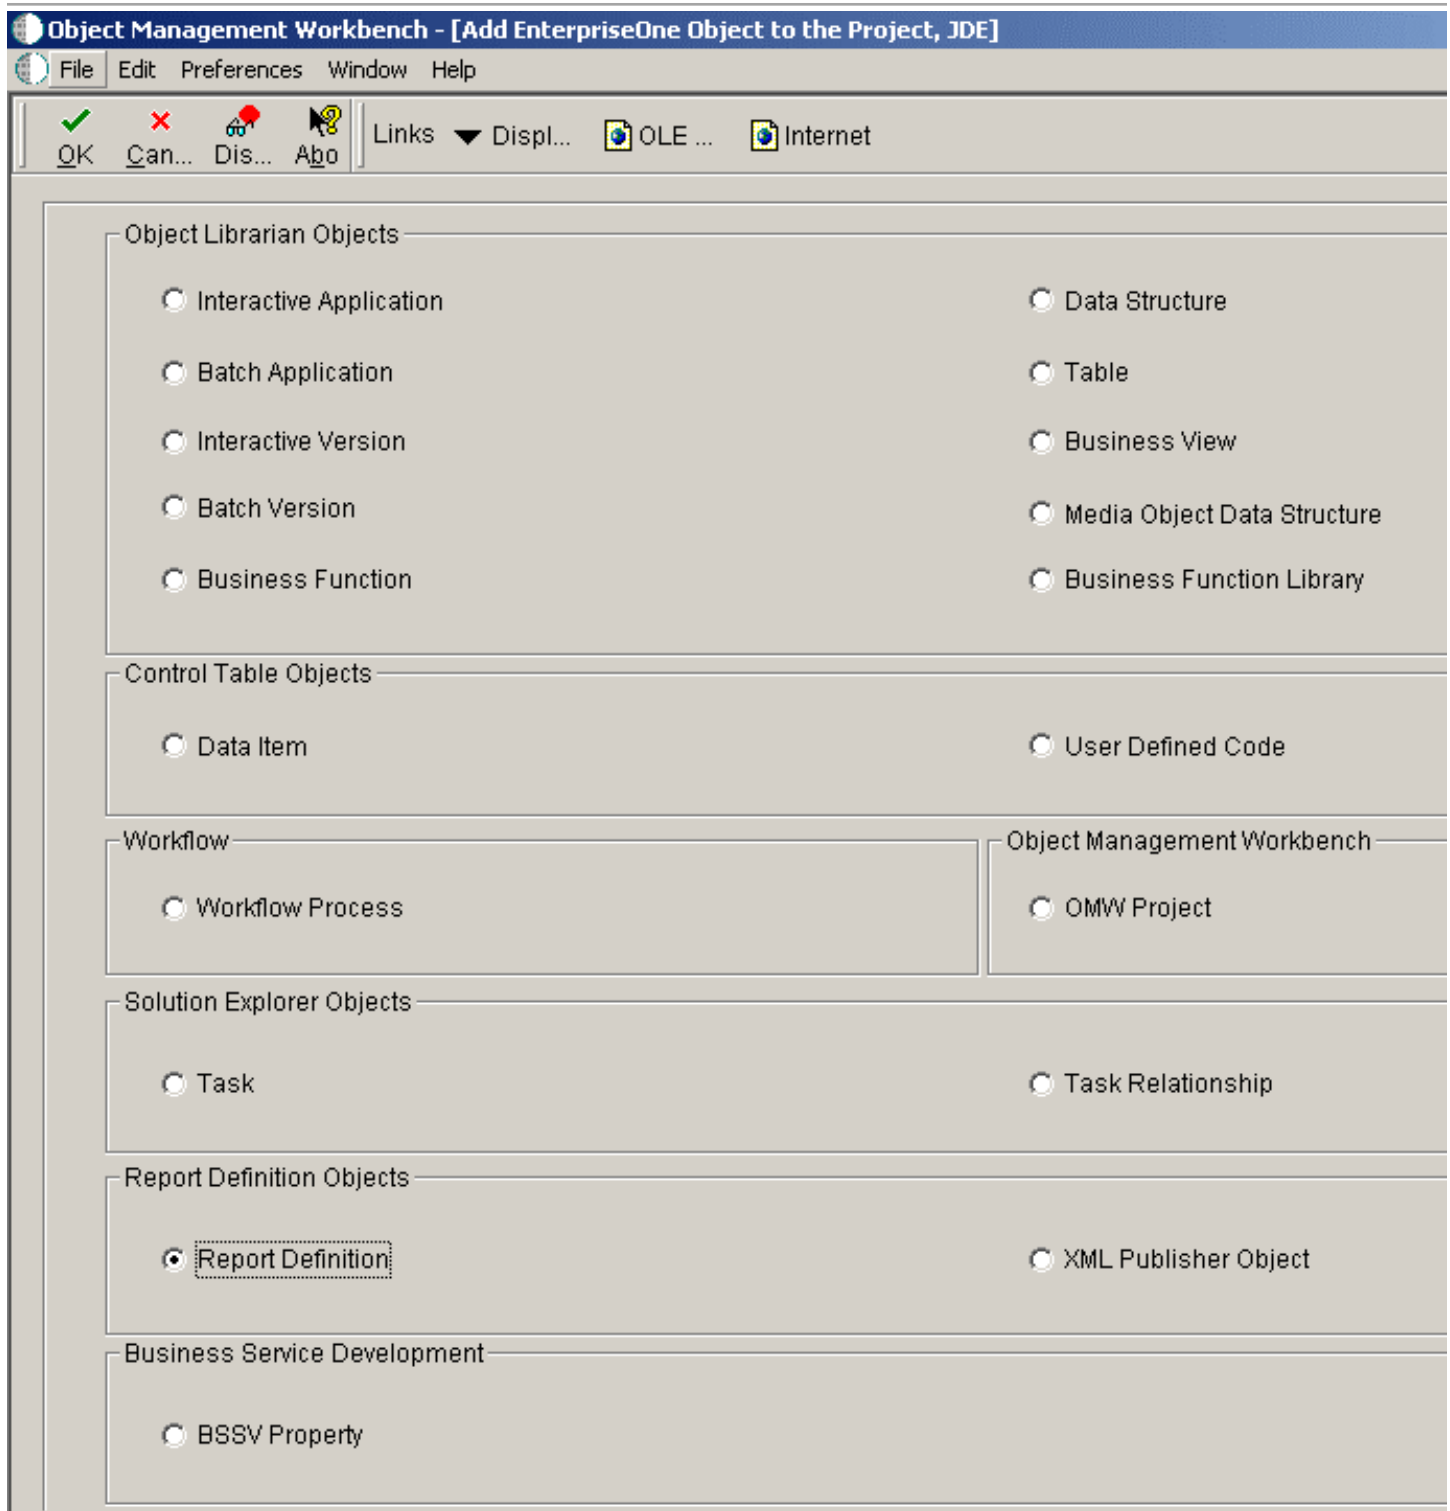 Object Management Workbench - [Add EnterpriseOne Object to the Project, JDE]
File Edit Preferences Window Help
OK Can... Dis... Abo Links Displ... OLE ... Internet
Object Librarian Objects
Interactive Application Data Structure
Batch Application Table
Interactive Version Business View
Batch Version Media Object Data Structure
Business Function Business Function Library
Control Table Objects
Data Item User Defined Code
Workflow Object Management Workbench
Workflow Process OMW Project
Solution Explorer Objects
Task Task Relationship
Report Definition Objects
Report Definition XML Publisher Object
Business Service Development
BSSV Property